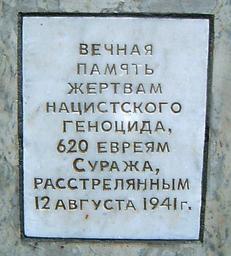 ВЕЧНАЯ
ПАМЯТЬ
ЖЕРТВАМ
НАЦИСТСКОГО
ГЕНОЦИДА,
620 ЕВРЕЯМ
СУРАЖА,
РАССТРЕЛЯННЫМ
12 АВГУСТА 1941г.